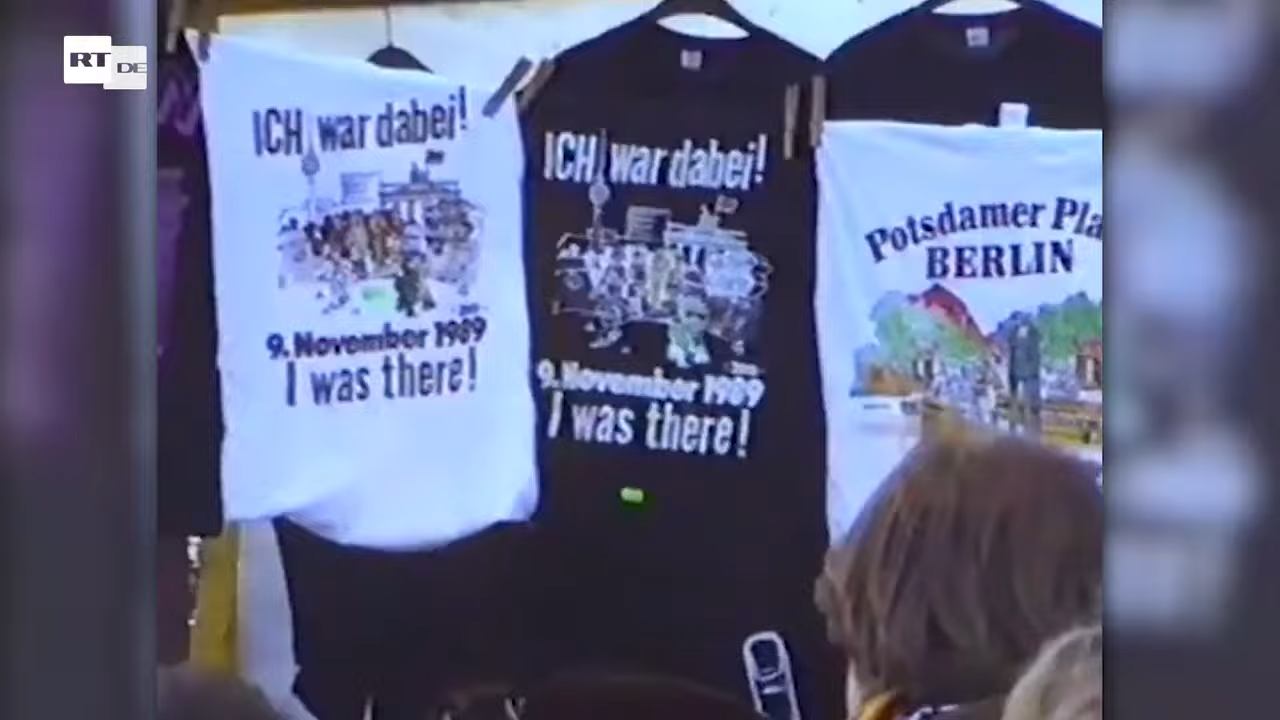 RT DE
ICH war dabei!
9. November 1989
I was there!
ICH war dabei!
9. November 1989
I was there!
Potsdamer Pla
BERLIN